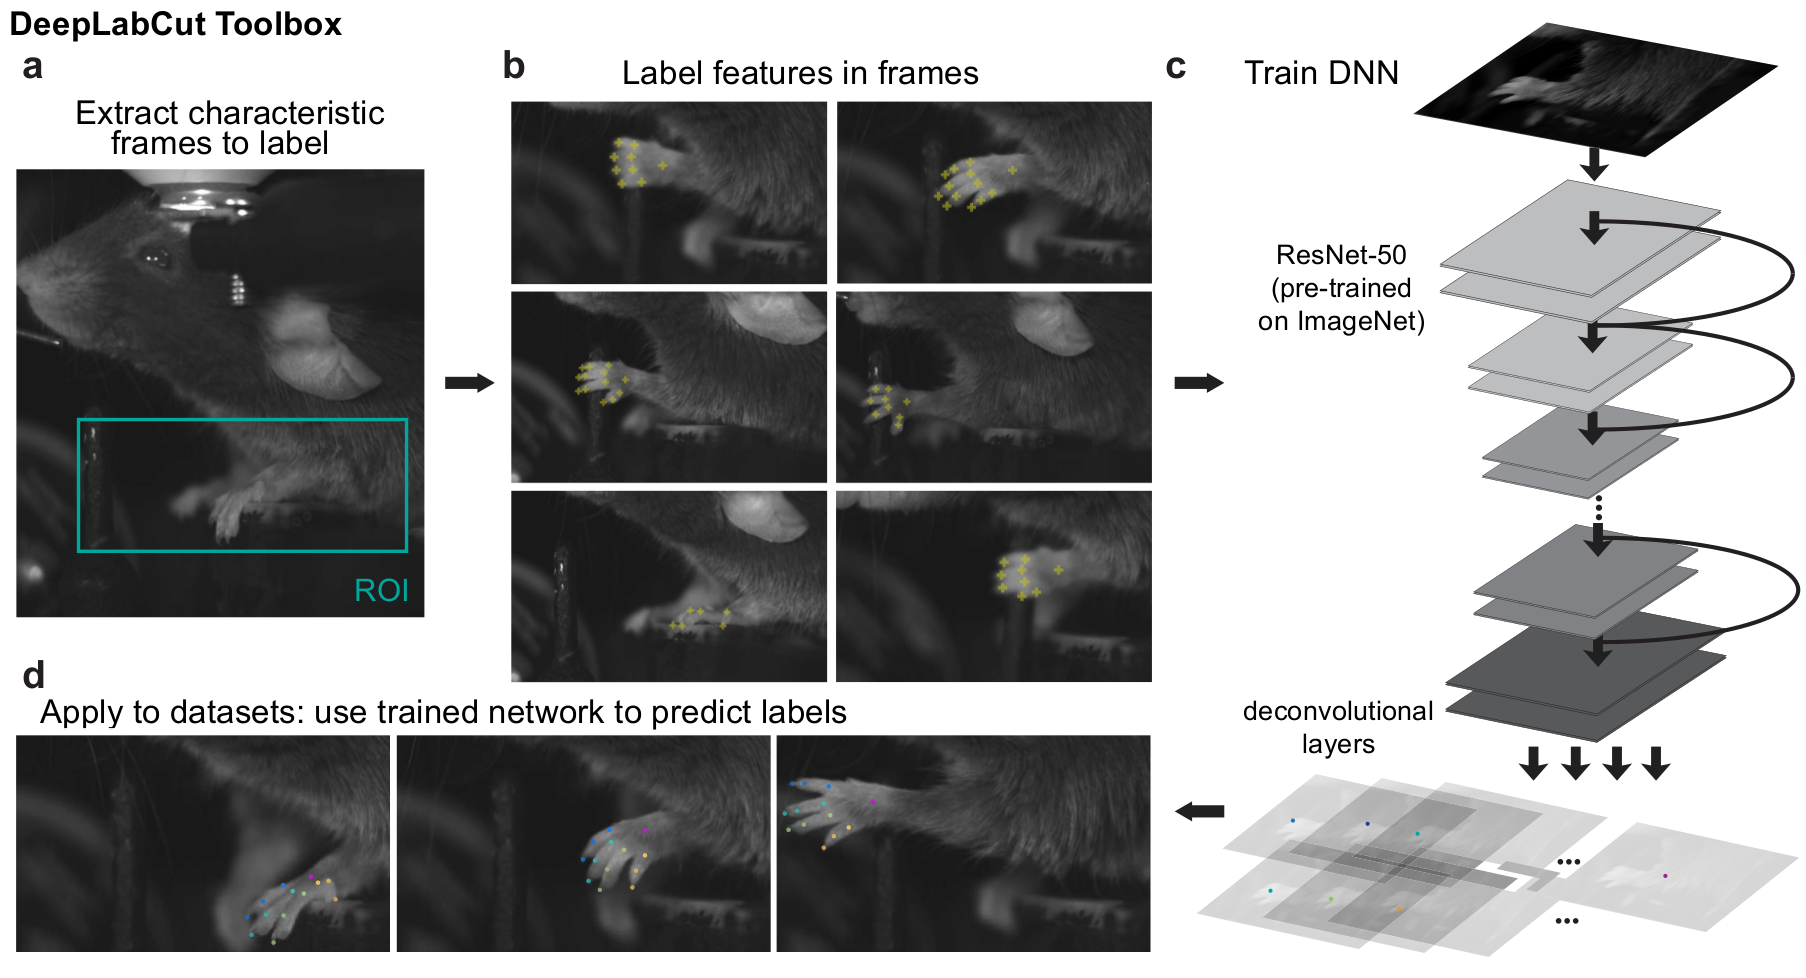 DeepLabCut Toolbox
a
Extract characteristic
frames to label
ROI
b
Label features in frames
c
Train DNN
ResNet-50
(pre-trained
on ImageNet)
deconvolutional
layers
d
Apply to datasets: use trained network to predict labels